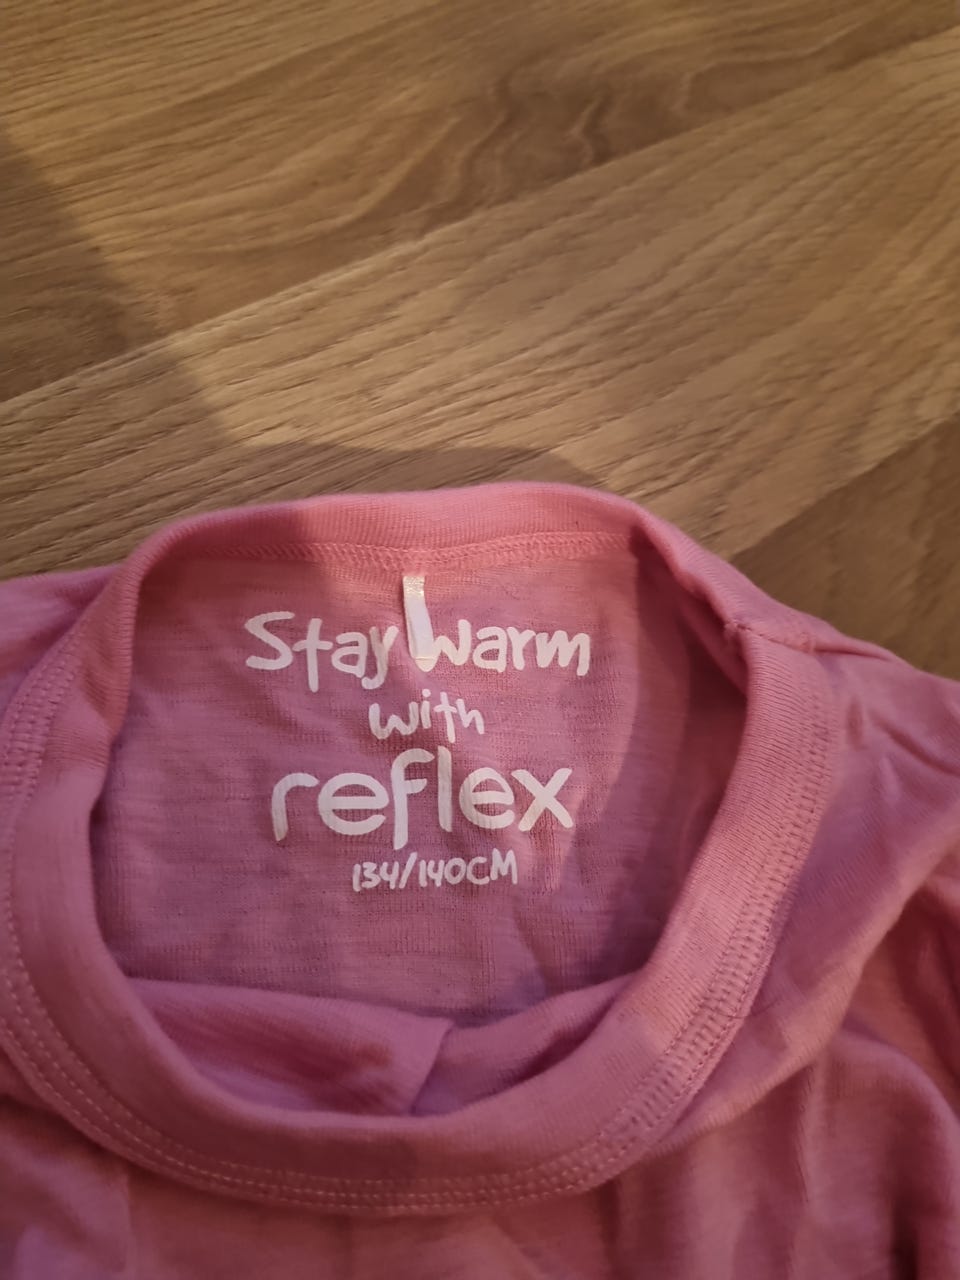 Stay Warm
with
reflex
134/140CM